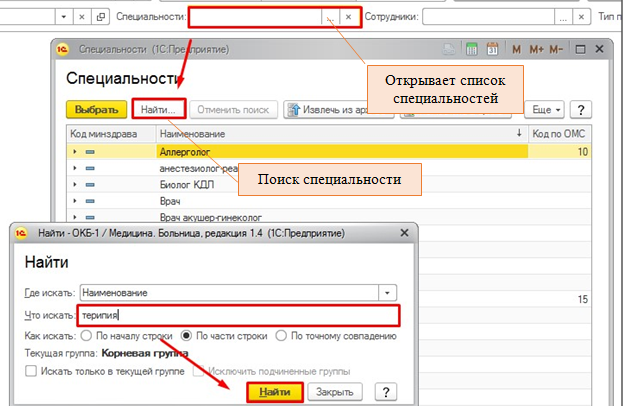 Специальности: ... × Сотрудники: ... × Тип п
Специальности (1С:Предприятие) M M+ M-
Специальности
Открывает список
специальностей
Выбрать Найти... Отменить поиск Извлечь из ар Еще ?
Код минздрава Наименование ↓ Код по ОМС
Аллерголог 10
анестезиолог-реа
Поиск специальности
Биолог КДЛ
Врач
Врач акушер-гинеколог
Найти - ОКБ-1 / Медицина. Больница, редакция 1.4 (1С:Предприятие) ×
Найти
Где искать: Наименование
15
Что искать: терипия
Как искать: По началу строки По части строки По точному совпадению
Текущая группа: Корневая группа
Искать только в текущей группе Исключить подчиненные группы
Найти Закрыть ?